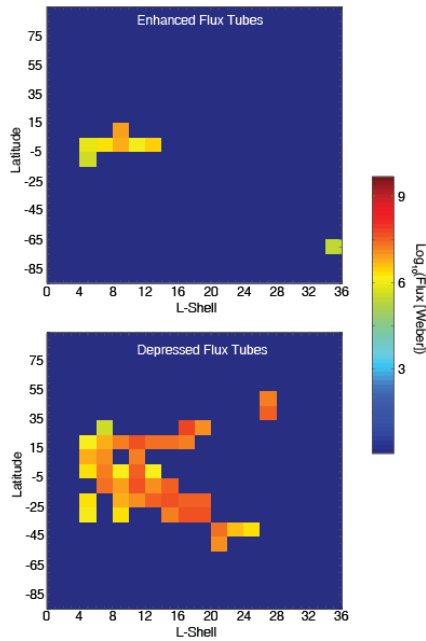 Enhanced Flux Tubes
75
55
35
15
-5
-25
-45
-65
-85
Latitude
0 4 8 12 16 20 24 28 32 36
L-Shell
9
6
3
Log₁₀(Flux [Weber])
Depressed Flux Tubes
75
55
35
15
-5
-25
-45
-65
-85
Latitude
0 4 8 12 16 20 24 28 32 36
L-Shell